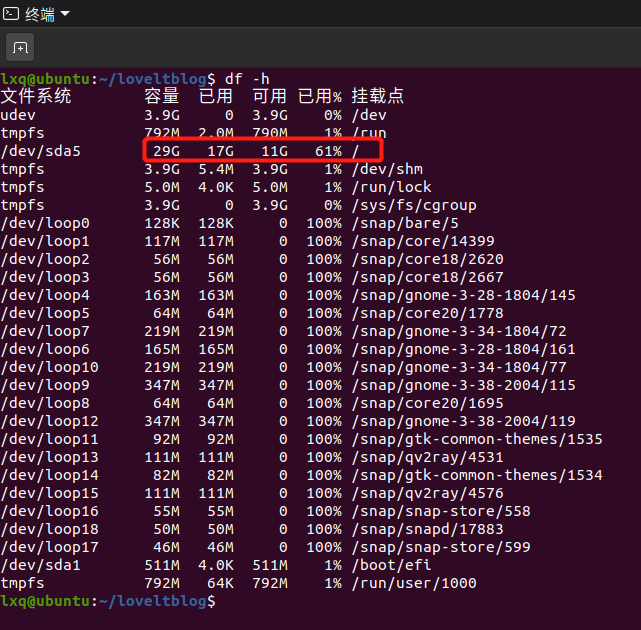 终端
lxq@ubuntu:~/loveltblog$ df -h
文件系统 容量 已用 可用 已用% 挂载点
udev 3.9G 0 3.9G 0% /dev
tmpfs 792M 2.0M 790M 1% /run
/dev/sda5 29G 17G 11G 61% /
tmpfs 3.9G 5.4M 3.9G 1% /dev/shm
tmpfs 5.0M 4.0K 5.0M 1% /run/lock
tmpfs 3.9G 0 3.9G 0% /sys/fs/cgroup
/dev/loop0 128K 128K 0 100% /snap/bare/5
/dev/loop1 117M 117M 0 100% /snap/core/14399
/dev/loop2 56M 56M 0 100% /snap/core18/2620
/dev/loop3 56M 56M 0 100% /snap/core18/2667
/dev/loop4 163M 163M 0 100% /snap/gnome-3-28-1804/145
/dev/loop5 64M 64M 0 100% /snap/core20/1778
/dev/loop7 219M 219M 0 100% /snap/gnome-3-34-1804/72
/dev/loop6 165M 165M 0 100% /snap/gnome-3-28-1804/161
/dev/loop10 219M 219M 0 100% /snap/gnome-3-34-1804/77
/dev/loop9 347M 347M 0 100% /snap/gnome-3-38-2004/115
/dev/loop8 64M 64M 0 100% /snap/core20/1695
/dev/loop12 347M 347M 0 100% /snap/gnome-3-38-2004/119
/dev/loop11 92M 92M 0 100% /snap/gtk-common-themes/1535
/dev/loop13 111M 111M 0 100% /snap/qv2ray/4531
/dev/loop14 82M 82M 0 100% /snap/gtk-common-themes/1534
/dev/loop15 111M 111M 0 100% /snap/qv2ray/4576
/dev/loop16 55M 55M 0 100% /snap/snap-store/558
/dev/loop18 50M 50M 0 100% /snap/snapd/17883
/dev/loop17 46M 46M 0 100% /snap/snap-store/599
/dev/sda1 511M 4.0K 511M 1% /boot/efi
tmpfs 792M 64K 792M 1% /run/user/1000
lxq@ubuntu:~/loveltblog$